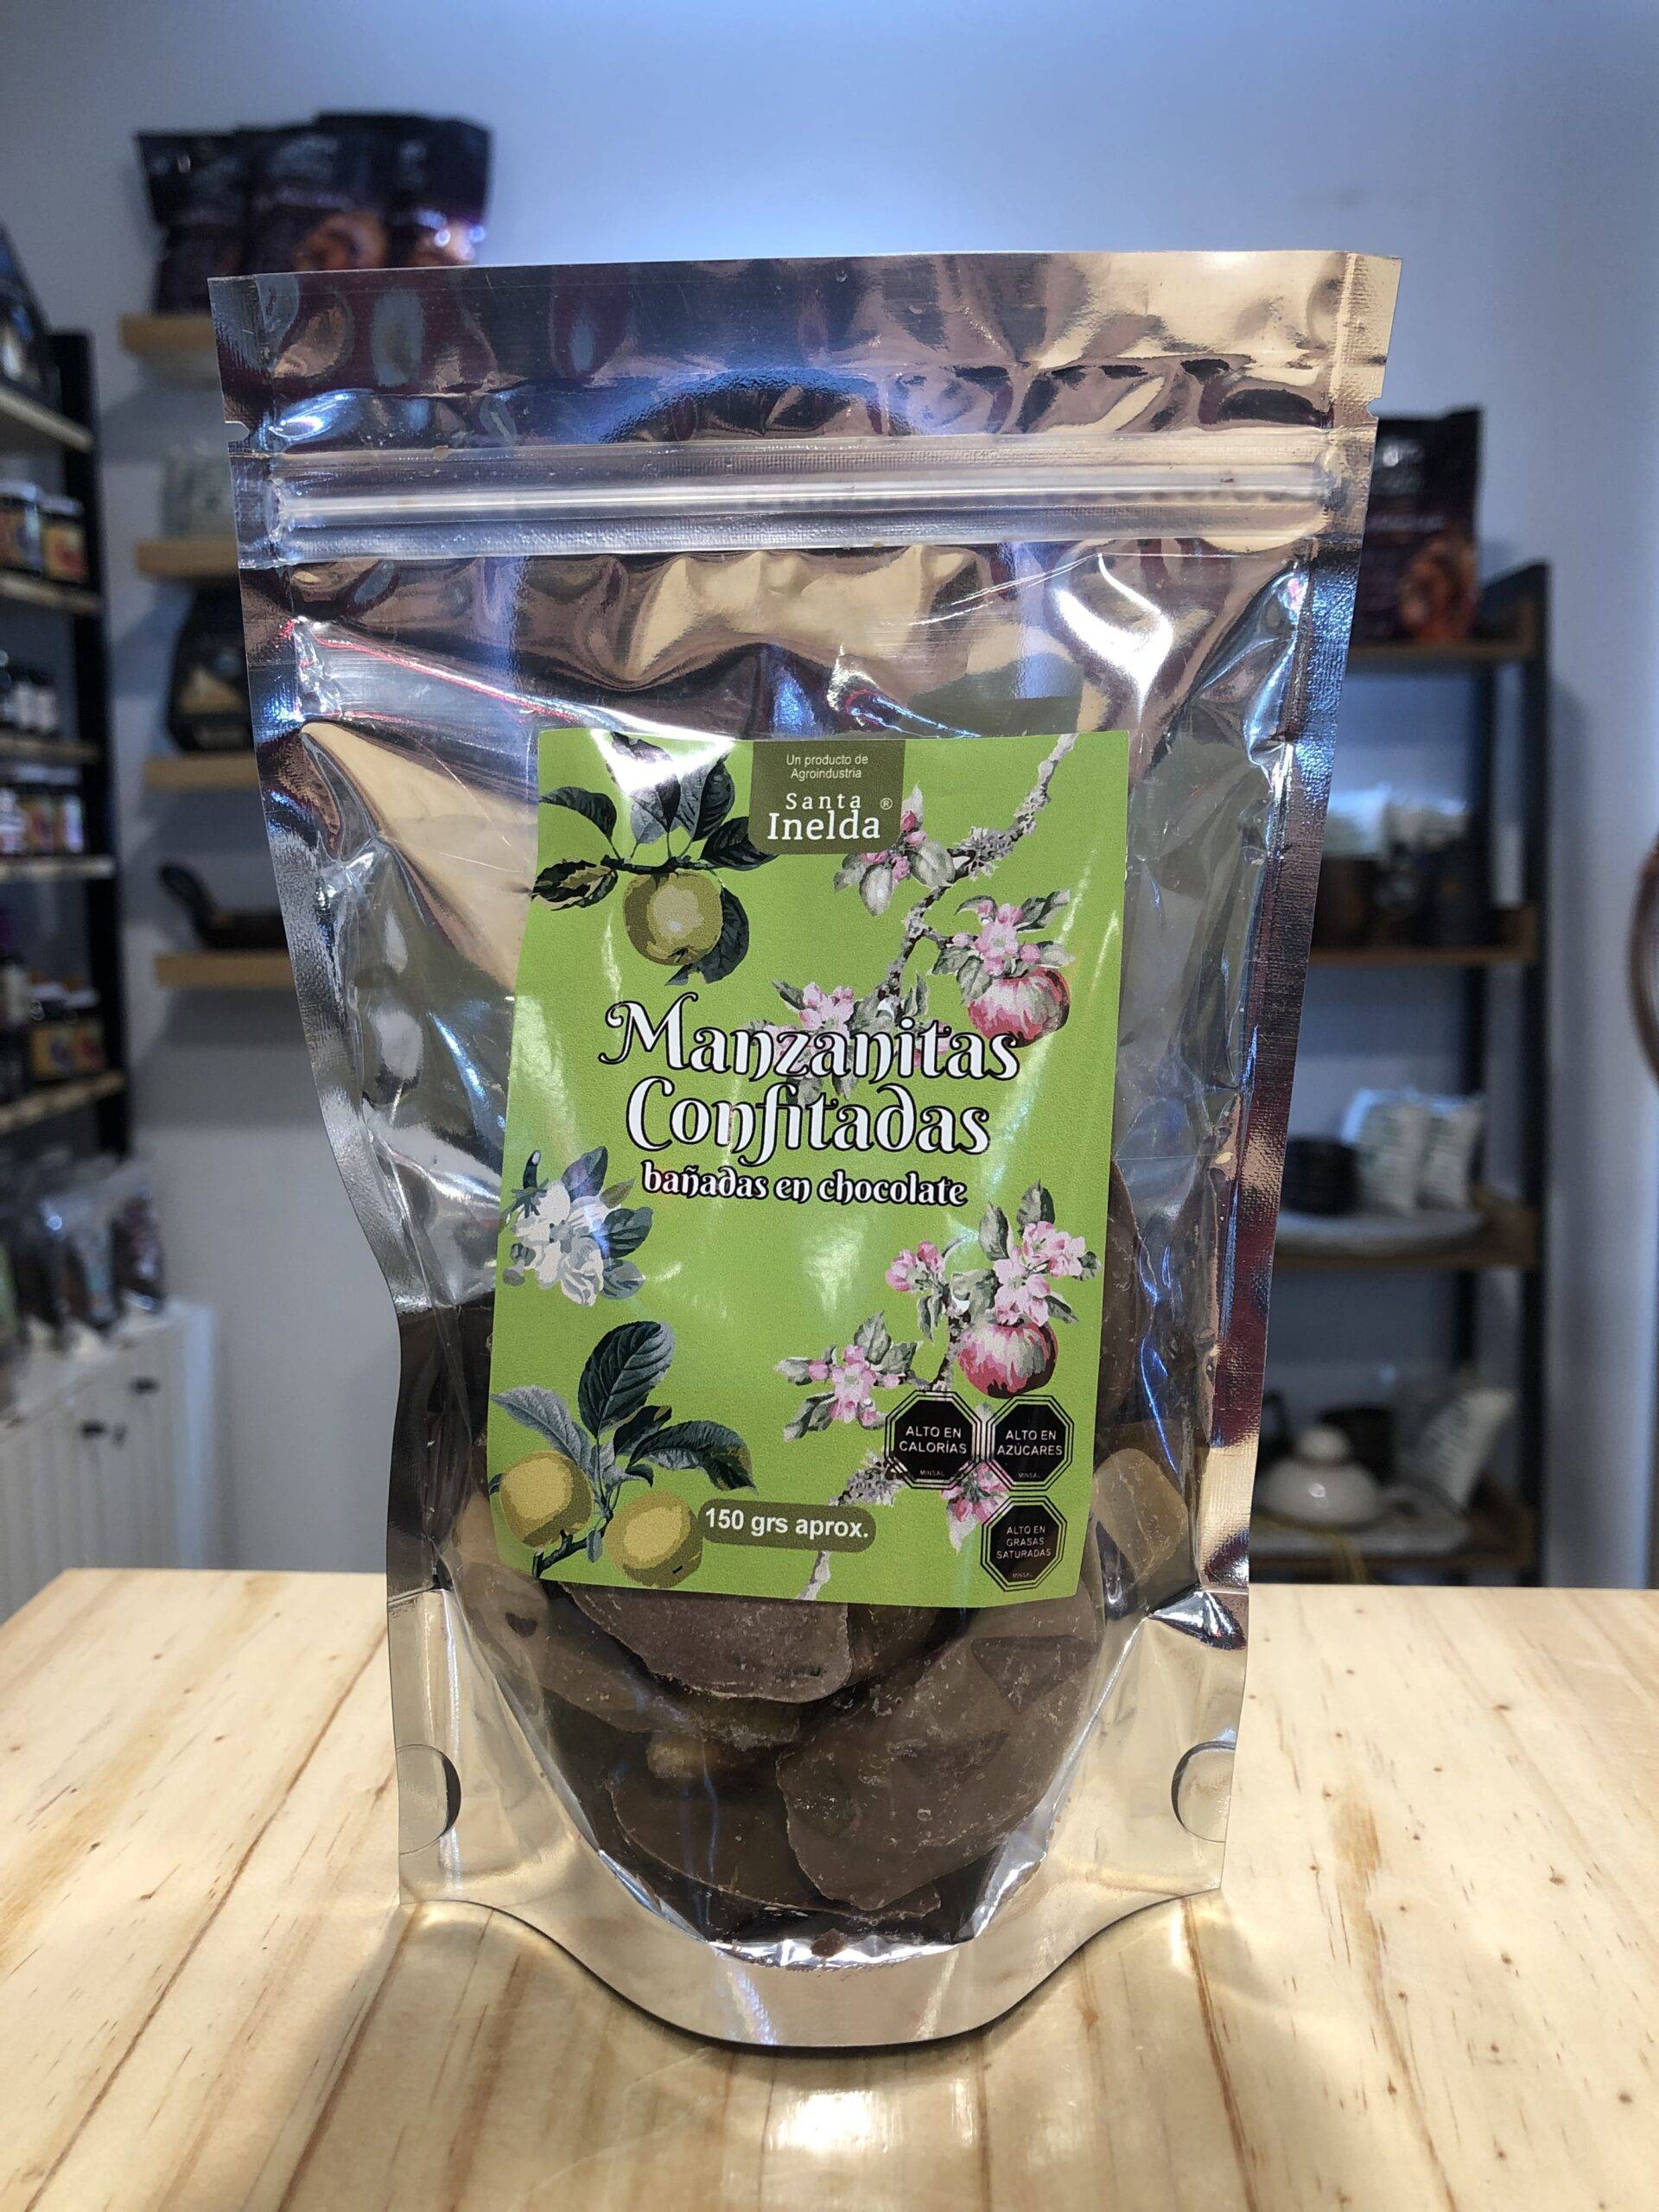 Un producto de
Agroindustria
Santa ®
Inelda
Manzanitas
Confitadas
bañadas en chocolate
ALTO EN
CALORÍAS
MINSAL
ALTO EN
AZÚCARES
MINSAL
150 grs aprox.
ALTO EN
GRASAS
SATURADAS
MINSAL